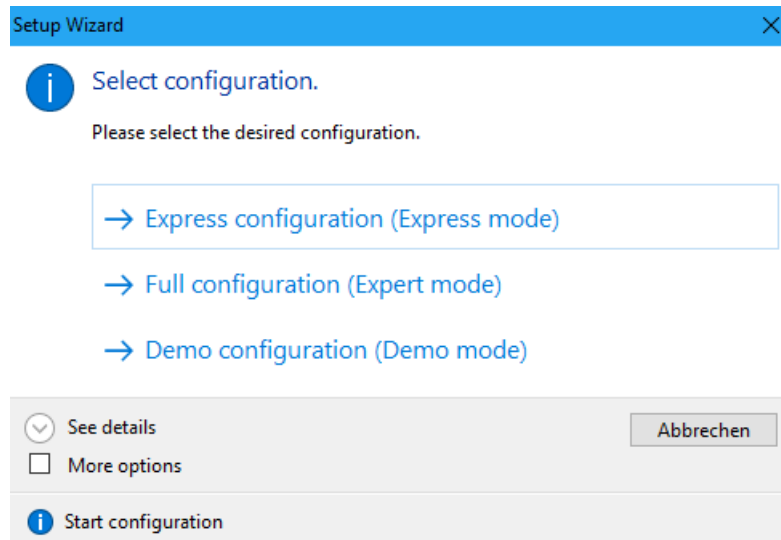 Setup Wizard
Select configuration.
Please select the desired configuration.
Express configuration (Express mode)
Full configuration (Expert mode)
Demo configuration (Demo mode)
See details
Abbrechen
More options
Start configuration